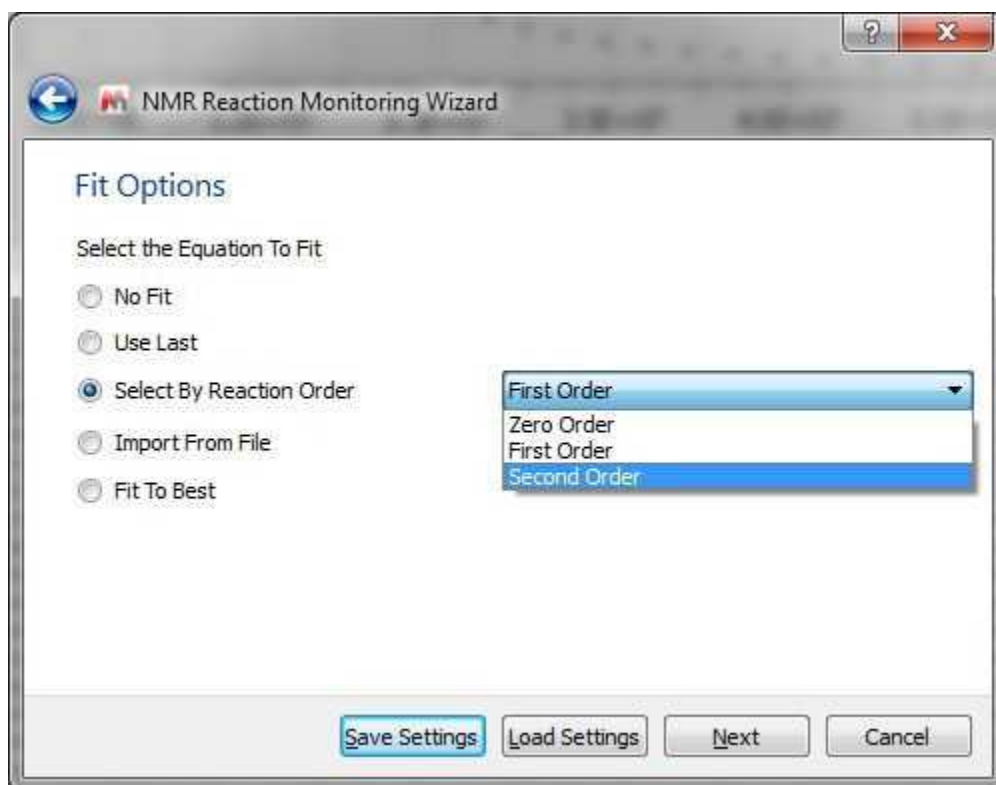 NMR Reaction Monitoring Wizard
Fit Options
Select the Equation To Fit
No Fit
Use Last
Select By Reaction Order
First Order
Zero Order
First Order
Second Order
Import From File
Fit To Best
Save Settings
Load Settings
Next
Cancel